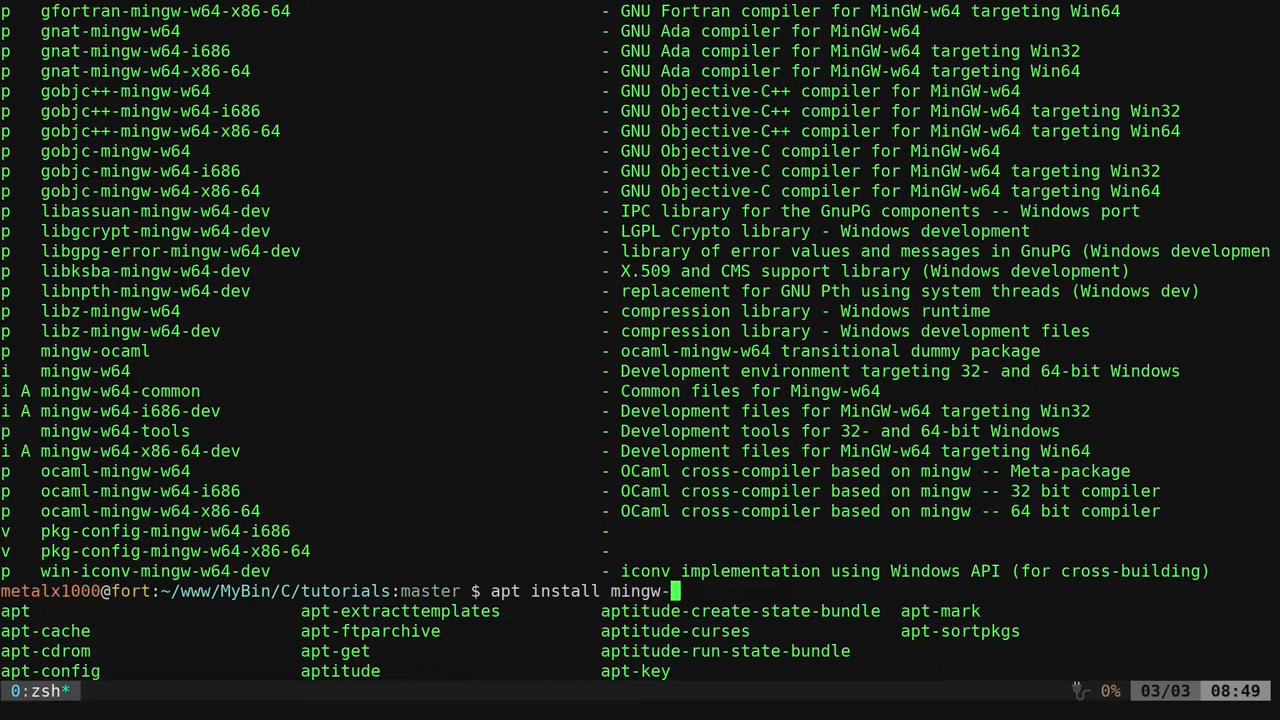 p   gfortran-mingw-w64-x86-64                               - GNU Fortran compiler for MinGW-w64 targeting Win64
p   gnat-mingw-w64                                          - GNU Ada compiler for MinGW-w64
p   gnat-mingw-w64-i686                                     - GNU Ada compiler for MinGW-w64 targeting Win32
p   gnat-mingw-w64-x86-64                                   - GNU Ada compiler for MinGW-w64 targeting Win64
p   gobjc++-mingw-w64                                       - GNU Objective-C++ compiler for MinGW-w64
p   gobjc++-mingw-w64-i686                                  - GNU Objective-C++ compiler for MinGW-w64 targeting Win32
p   gobjc++-mingw-w64-x86-64                                - GNU Objective-C++ compiler for MinGW-w64 targeting Win64
p   gobjc-mingw-w64                                         - GNU Objective-C compiler for MinGW-w64
p   gobjc-mingw-w64-i686                                    - GNU Objective-C compiler for MinGW-w64 targeting Win32
p   gobjc-mingw-w64-x86-64                                  - GNU Objective-C compiler for MinGW-w64 targeting Win64
p   libassuan-mingw-w64-dev                                 - IPC library for the GnuPG components -- Windows port
p   libgcrypt-mingw-w64-dev                                 - LGPL Crypto library - Windows development
p   libgpg-error-mingw-w64-dev                              - library of error values and messages in GnuPG (Windows developmen
p   libksba-mingw-w64-dev                                   - X.509 and CMS support library (Windows development)
p   libnpth-mingw-w64-dev                                   - replacement for GNU Pth using system threads (Windows dev)
p   libz-mingw-w64                                          - compression library - Windows runtime
p   libz-mingw-w64-dev                                      - compression library - Windows development files
p   mingw-ocaml                                             - ocaml-mingw-w64 transitional dummy package
i   mingw-w64                                               - Development environment targeting 32- and 64-bit Windows
i A mingw-w64-common                                        - Common files for Mingw-w64
i A mingw-w64-i686-dev                                      - Development files for MinGW-w64 targeting Win32
p   mingw-w64-tools                                         - Development tools for 32- and 64-bit Windows
i A mingw-w64-x86-64-dev                                    - Development files for MinGW-w64 targeting Win64
p   ocaml-mingw-w64                                         - OCaml cross-compiler based on mingw -- Meta-package
p   ocaml-mingw-w64-i686                                    - OCaml cross-compiler based on mingw -- 32 bit compiler
p   ocaml-mingw-w64-x86-64                                  - OCaml cross-compiler based on mingw -- 64 bit compiler
v   pkg-config-mingw-w64-i686                               -
v   pkg-config-mingw-w64-x86-64                             -
p   win-iconv-mingw-w64-dev                                 - iconv implementation using Windows API (for cross-building)
metalx1000@fort:~/www/MyBin/C/tutorials:master $ apt install mingw-
apt                           apt-extracttemplates          aptitude-create-state-bundle  apt-mark
apt-cache                     apt-ftparchive                aptitude-curses               apt-sortpkgs
apt-cdrom                     apt-get                       aptitude-run-state-bundle
apt-config                    aptitude                      apt-key
0:zsh* 0% 03/03 08:49